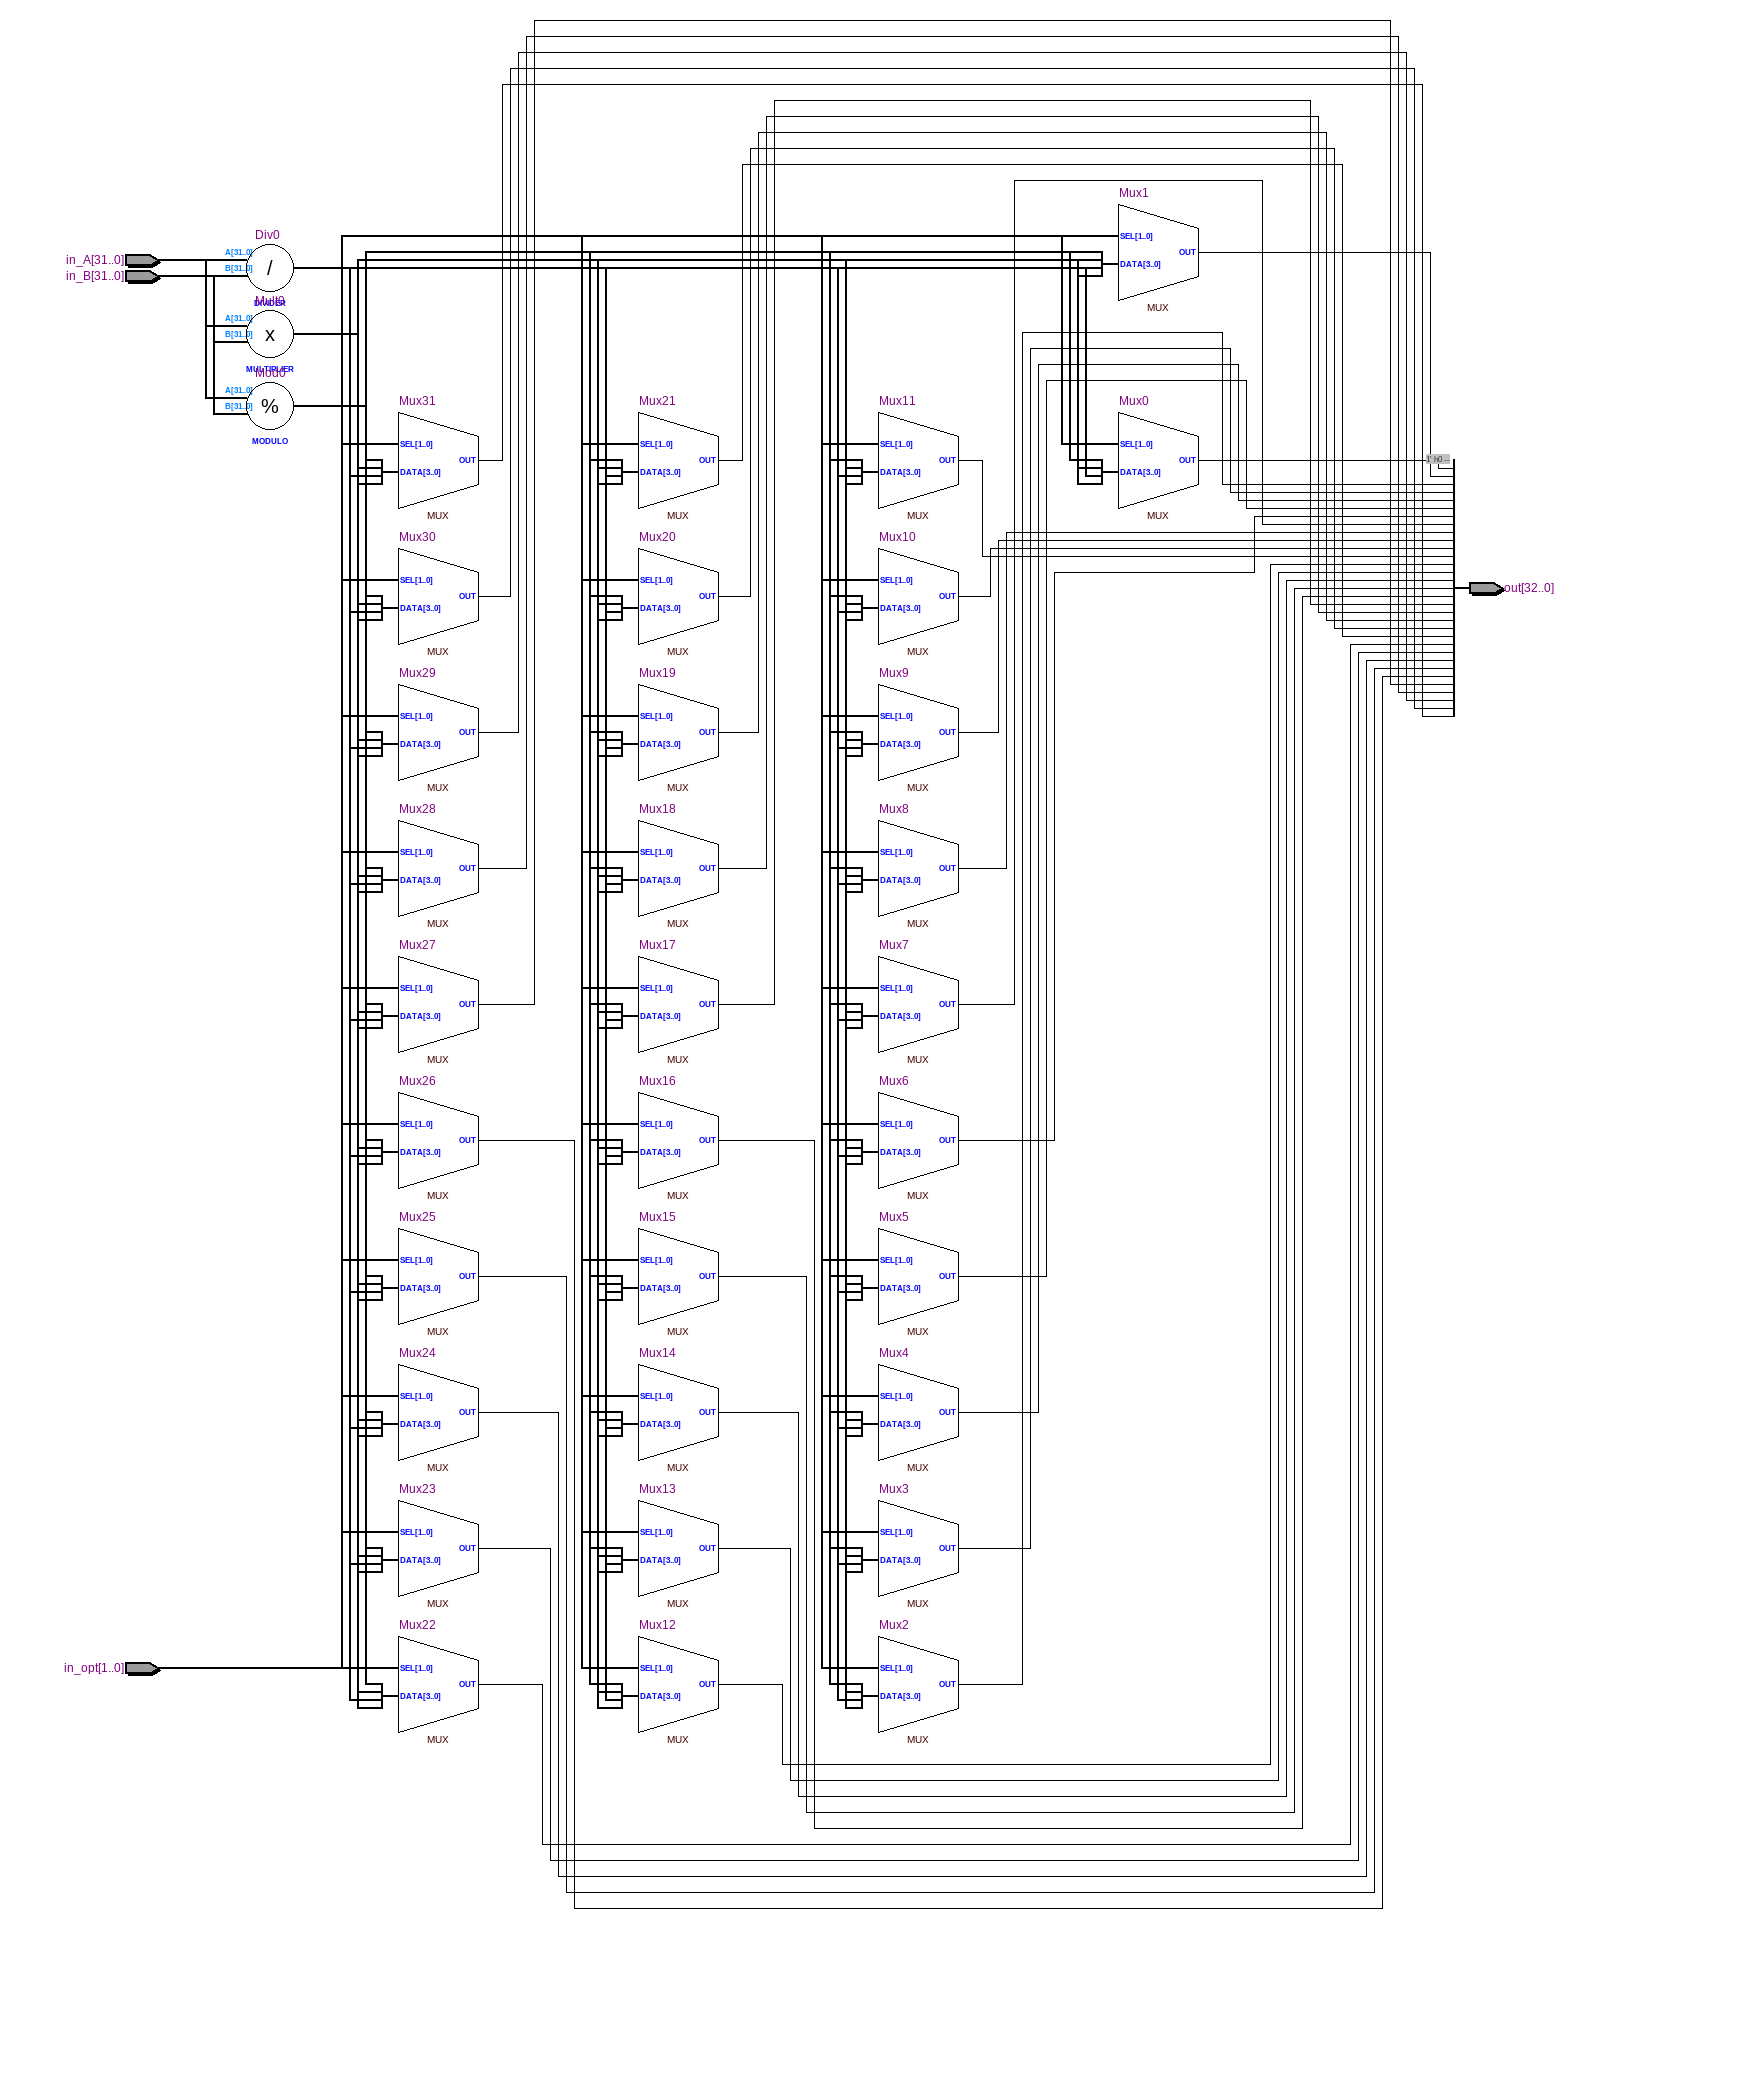 Mux1
SEL[1..0]
OUT
DATA[3..0]
MUX
Div0
in_A[31..0]
A[31..0]
in_B[31..0]
B[31..0]
/
DIVIDER
Mult0
A[31..0]
B[31..0]
x
MULTIPLIER
Mod0
A[31..0]
B[31..0]
%
MODULO
Mux31
Mux21
Mux11
Mux0
SEL[1..0]
SEL[1..0]
SEL[1..0]
SEL[1..0]
OUT
OUT
OUT
OUT
DATA[3..0]
DATA[3..0]
DATA[3..0]
DATA[3..0]
MUX
MUX
MUX
MUX
Mux30
Mux20
Mux10
SEL[1..0]
SEL[1..0]
SEL[1..0]
out[32..0]
OUT
OUT
OUT
DATA[3..0]
DATA[3..0]
DATA[3..0]
MUX
MUX
MUX
Mux29
Mux19
Mux9
SEL[1..0]
SEL[1..0]
SEL[1..0]
OUT
OUT
OUT
DATA[3..0]
DATA[3..0]
DATA[3..0]
MUX
MUX
MUX
Mux28
Mux18
Mux8
SEL[1..0]
SEL[1..0]
SEL[1..0]
OUT
OUT
OUT
DATA[3..0]
DATA[3..0]
DATA[3..0]
MUX
MUX
MUX
Mux27
Mux17
Mux7
SEL[1..0]
SEL[1..0]
SEL[1..0]
OUT
OUT
OUT
DATA[3..0]
DATA[3..0]
DATA[3..0]
MUX
MUX
MUX
Mux26
Mux16
Mux6
SEL[1..0]
SEL[1..0]
SEL[1..0]
OUT
OUT
OUT
DATA[3..0]
DATA[3..0]
DATA[3..0]
MUX
MUX
MUX
Mux25
Mux15
Mux5
SEL[1..0]
SEL[1..0]
SEL[1..0]
OUT
OUT
OUT
DATA[3..0]
DATA[3..0]
DATA[3..0]
MUX
MUX
MUX
Mux24
Mux14
Mux4
SEL[1..0]
SEL[1..0]
SEL[1..0]
OUT
OUT
OUT
DATA[3..0]
DATA[3..0]
DATA[3..0]
MUX
MUX
MUX
Mux23
Mux13
Mux3
SEL[1..0]
SEL[1..0]
SEL[1..0]
OUT
OUT
OUT
DATA[3..0]
DATA[3..0]
DATA[3..0]
MUX
MUX
MUX
Mux22
Mux12
Mux2
in_opt[1..0]
SEL[1..0]
SEL[1..0]
SEL[1..0]
OUT
OUT
OUT
DATA[3..0]
DATA[3..0]
DATA[3..0]
MUX
MUX
MUX